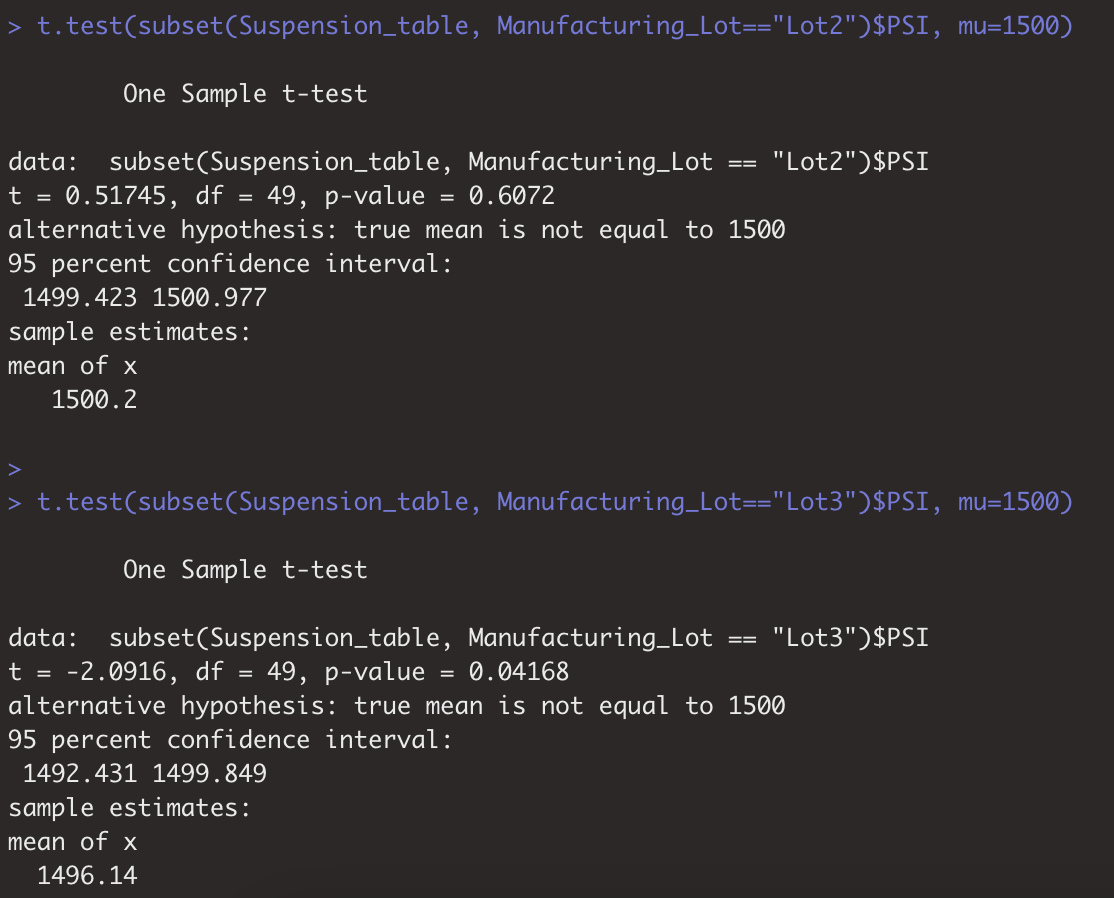 > t.test(subset(Suspension_table, Manufacturing_Lot=="Lot2")$PSI, mu=1500)
One Sample t-test
data:  subset(Suspension_table, Manufacturing_Lot == "Lot2")$PSI
t = 0.51745, df = 49, p-value = 0.6072
alternative hypothesis: true mean is not equal to 1500
95 percent confidence interval:
1499.423 1500.977
sample estimates:
mean of x
1500.2
>
> t.test(subset(Suspension_table, Manufacturing_Lot=="Lot3")$PSI, mu=1500)
One Sample t-test
data:  subset(Suspension_table, Manufacturing_Lot == "Lot3")$PSI
t = -2.0916, df = 49, p-value = 0.04168
alternative hypothesis: true mean is not equal to 1500
95 percent confidence interval:
1492.431 1499.849
sample estimates:
mean of x
1496.14